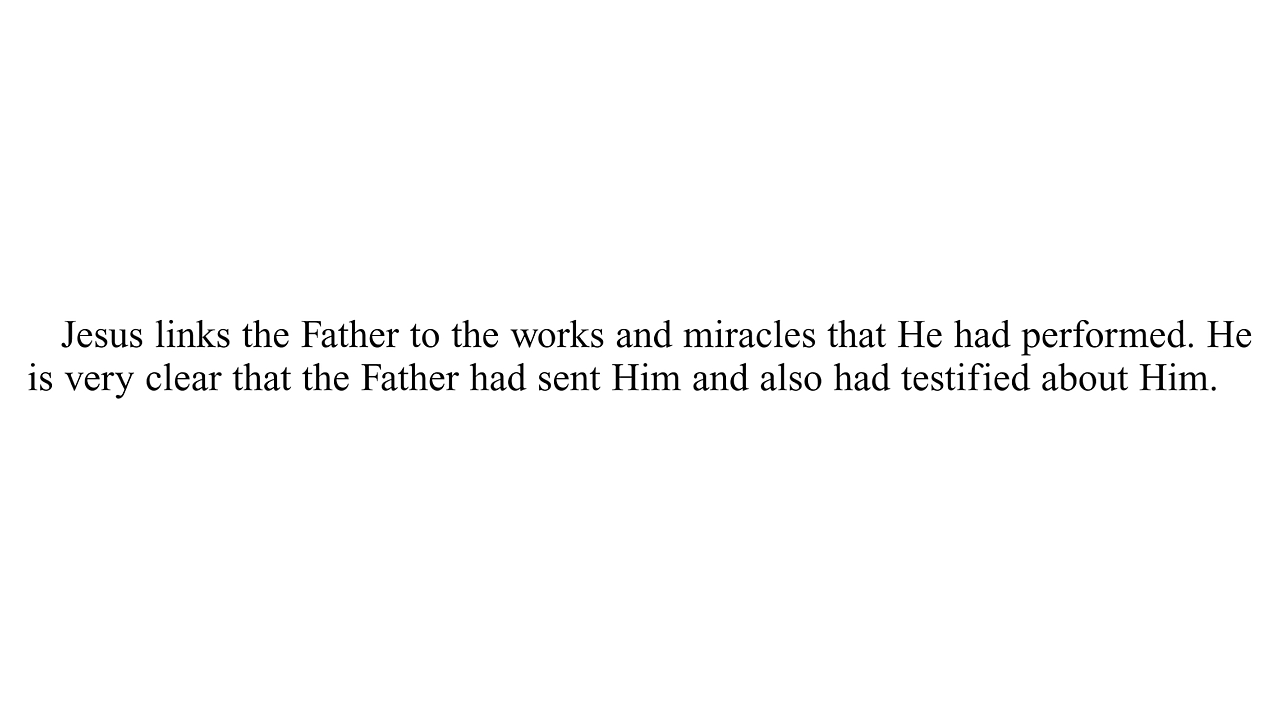 Jesus links the Father to the works and miracles that He had performed. He
is very clear that the Father had sent Him and also had testified about Him.